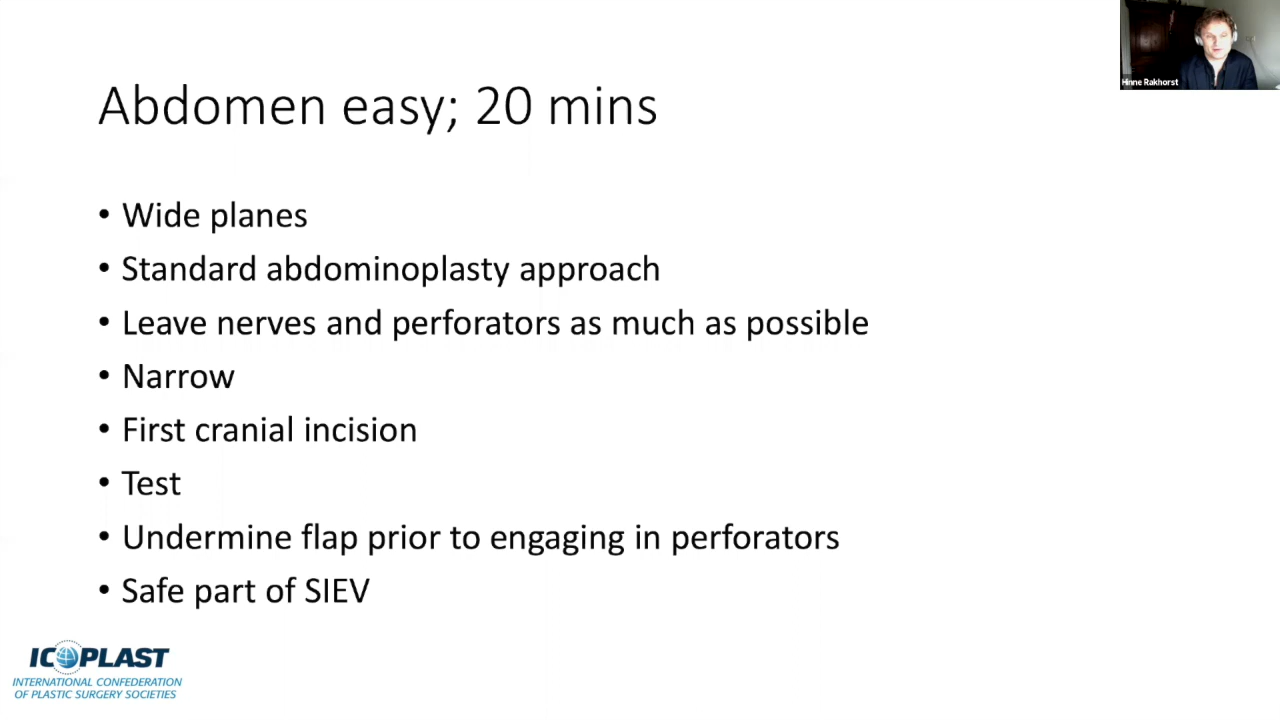 Hinne Rakhorst
Abdomen easy; 20 mins
• Wide planes
• Standard abdominoplasty approach
• Leave nerves and perforators as much as possible
• Narrow
• First cranial incision
• Test
• Undermine flap prior to engaging in perforators
• Safe part of SIEV
ICOPLAST
INTERNATIONAL CONFEDERATION
OF PLASTIC SURGERY SOCIETIES